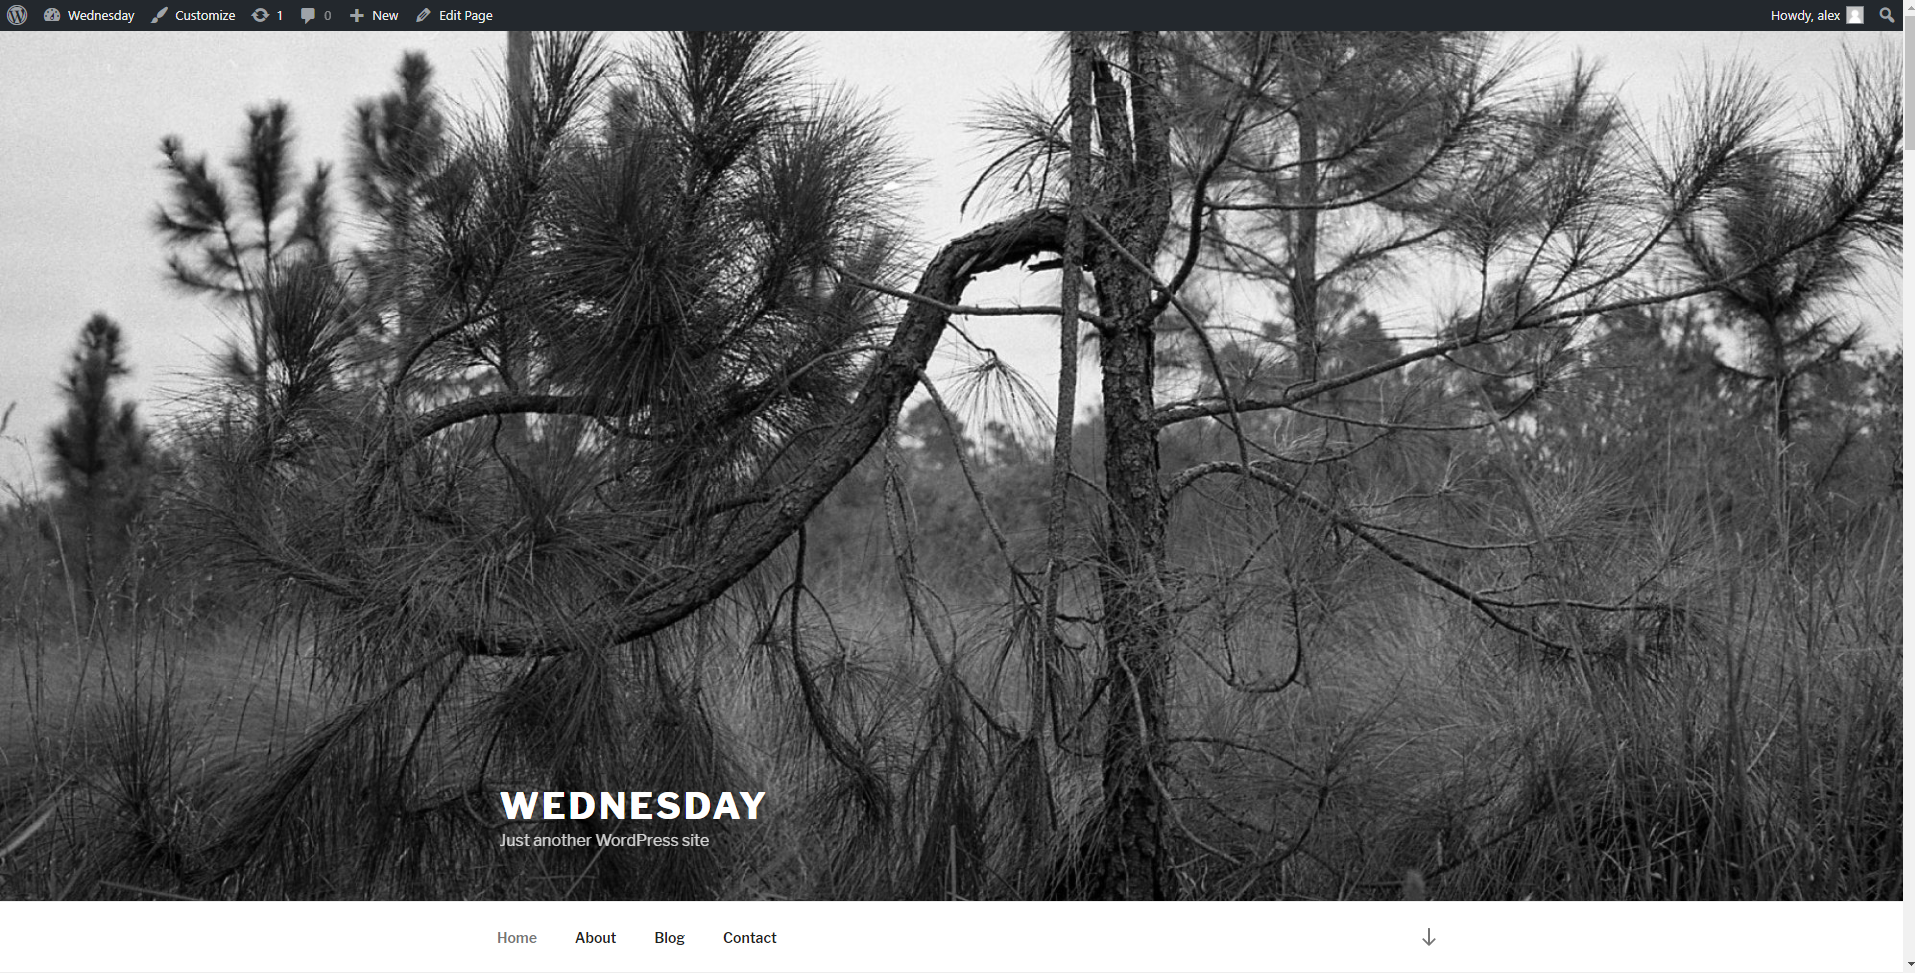 Wednesday Customize 1 0 New Edit Page Howdy, alex
WEDNESDAY
Just another WordPress site
Home About Blog Contact